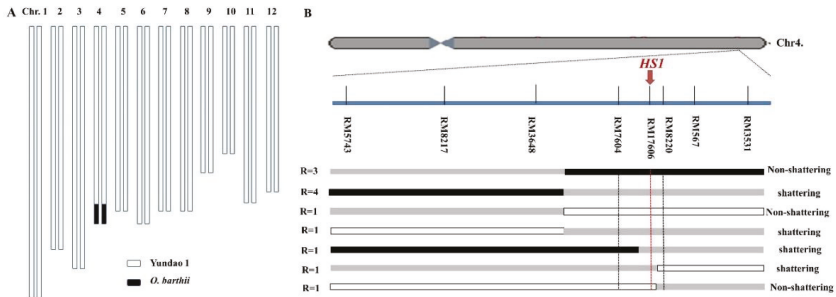 A
Chr. 1 2 3 4 5 6 7 8 9 10 11 12
Yundao 1
O. barthii
B
Chr4.
HS1
RM5743 RM8217 RM3648 RM7604 RM17606 RM8220 RM567 RM3531
R=3 Non-shattering
R=4 shattering
R=1 Non-shattering
R=1 shattering
R=1 shattering
R=1 shattering
R=1 Non-shattering